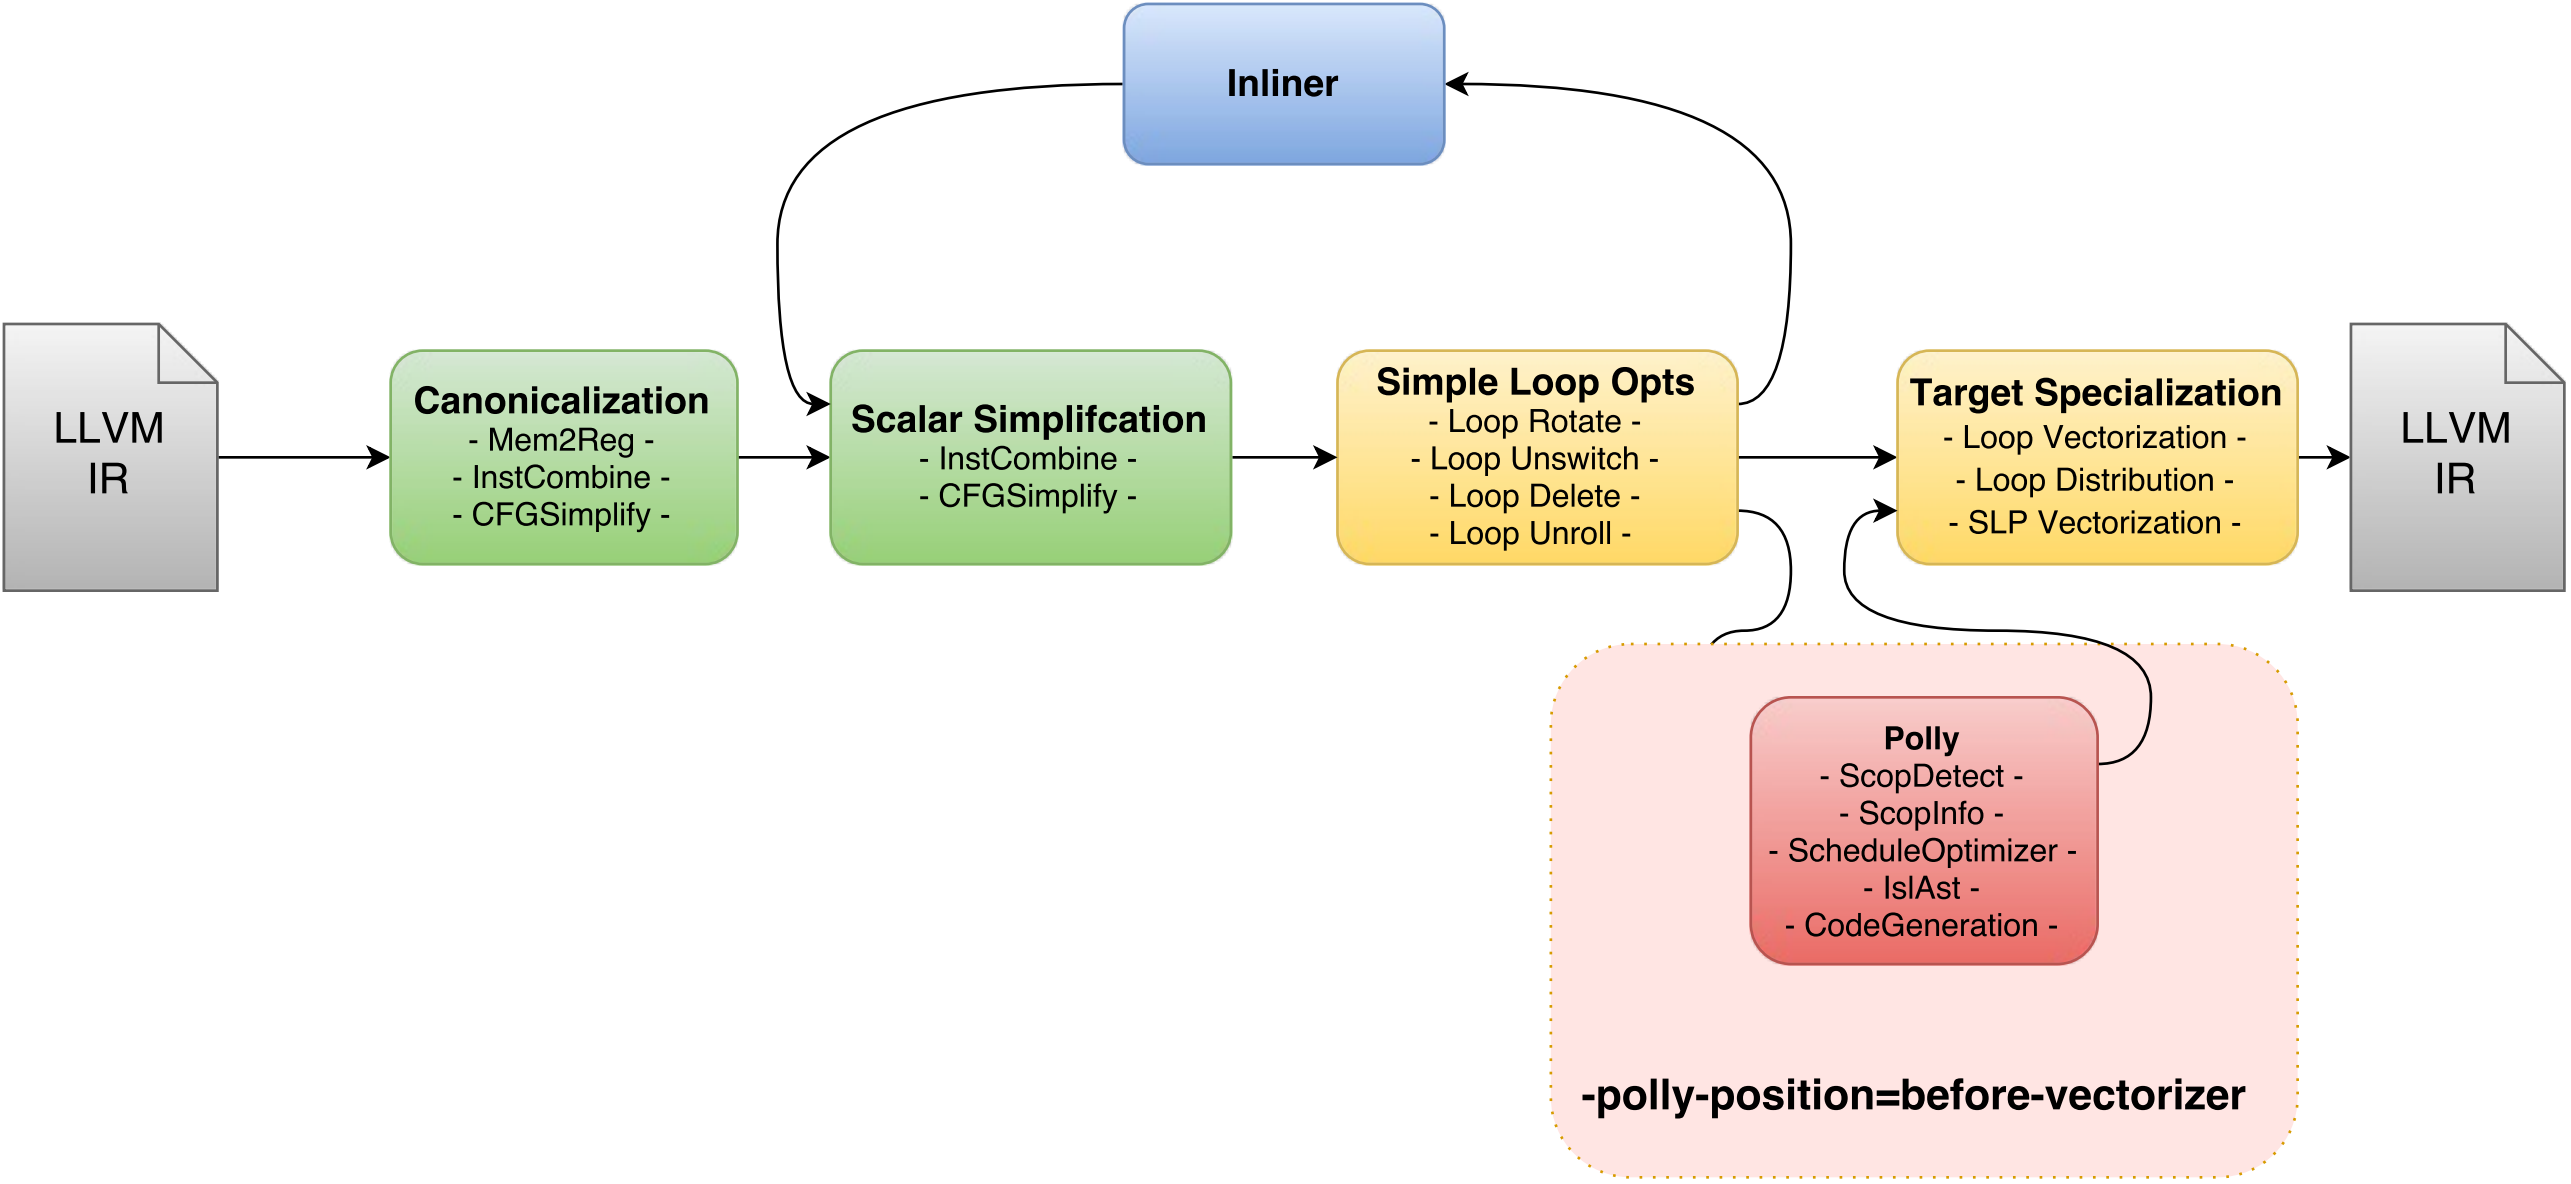 Inliner
LLVM
IR
Canonicalization
- Mem2Reg -
- InstCombine -
- CFGSimplify -
Scalar Simplifcation
- InstCombine -
- CFGSimplify -
Simple Loop Opts
- Loop Rotate -
- Loop Unswitch -
- Loop Delete -
- Loop Unroll -
Target Specialization
- Loop Vectorization -
- Loop Distribution -
- SLP Vectorization -
LLVM
IR
Polly
- ScopDetect -
- ScopInfo -
- ScheduleOptimizer -
- IslAst -
- CodeGeneration -
-polly-position=before-vectorizer